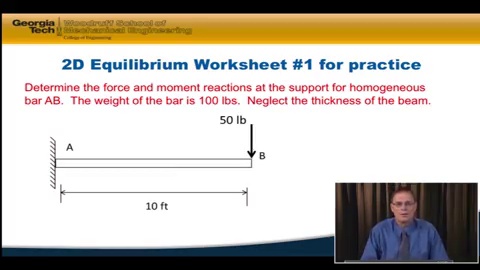 Georgia Tech
Woodruff School of
Mechanical Engineering
College of Engineering
2D Equilibrium Worksheet #1 for practice
Determine the force and moment reactions at the support for homogeneous
bar AB. The weight of the bar is 100 lbs. Neglect the thickness of the beam.
50 lb
A
B
10 ft